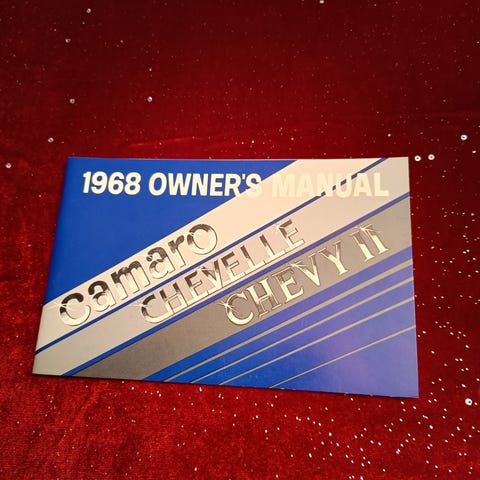 1968 OWNER'S MANUAL
camaro
CHEVELLE
CHEVY II